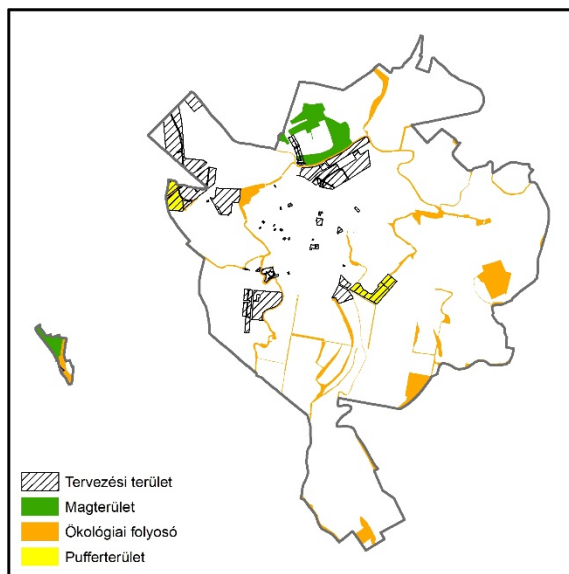 Tervezési terület
Magterület
Ökológiai folyosó
Pufferterület